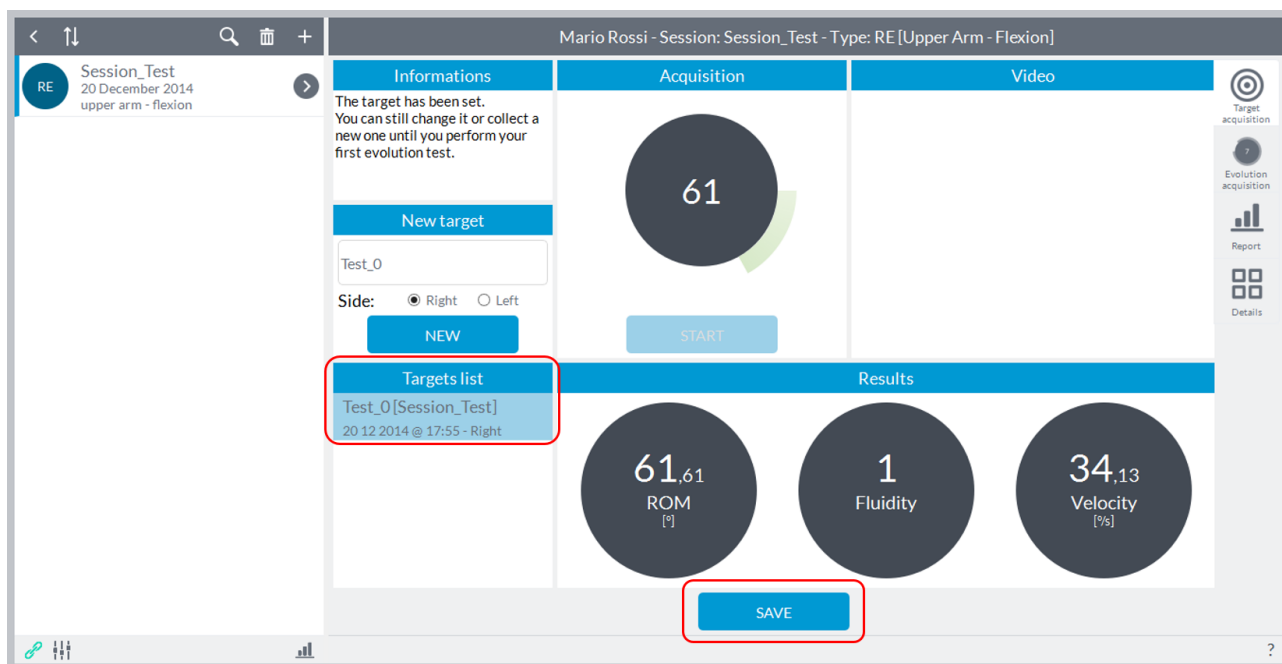 Mario Rossi - Session: Session_Test - Type: RE [Upper Arm - Flexion]
RE
Session_Test
20 December 2014
upper arm - flexion
Informations
The target has been set.
You can still change it or collect a
new one until you perform your
first evolution test.
New target
Test_0
Side:
Right
Left
NEW
Targets list
Test_0 [Session_Test]
20 12 2014 @ 17:55 - Right
Acquisition
61
START
Video
Results
61,61
ROM
[°]
1
Fluidity
34,13
Velocity
[°/s]
SAVE
Target
acquisition
?
Evolution
acquisition
Report
Details
?